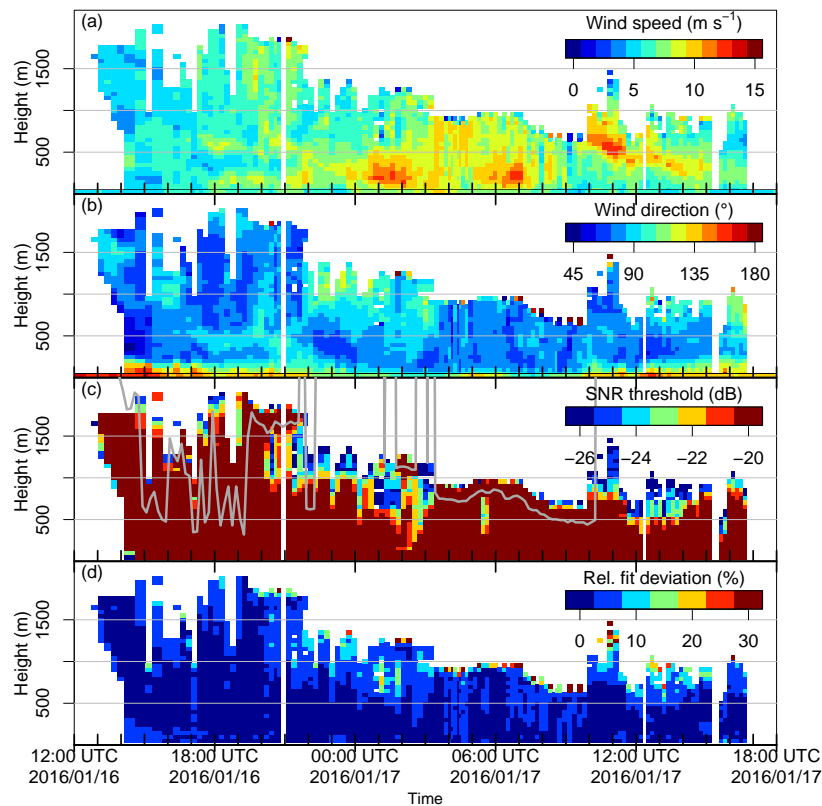 (a)
Wind speed (m s⁻¹)
0 5 10 15
Height (m)
500 1500
(b)
Wind direction (°)
45 90 135 180
Height (m)
500 1500
(c)
SNR threshold (dB)
−26 −24 −22 −20
Height (m)
500 1500
(d)
Rel. fit deviation (%)
0 10 20 30
Height (m)
500 1500
12:00 UTC 18:00 UTC 00:00 UTC 06:00 UTC 12:00 UTC 18:00 UTC
2016/01/16 2016/01/16 2016/01/17 2016/01/17 2016/01/17 2016/01/17
Time